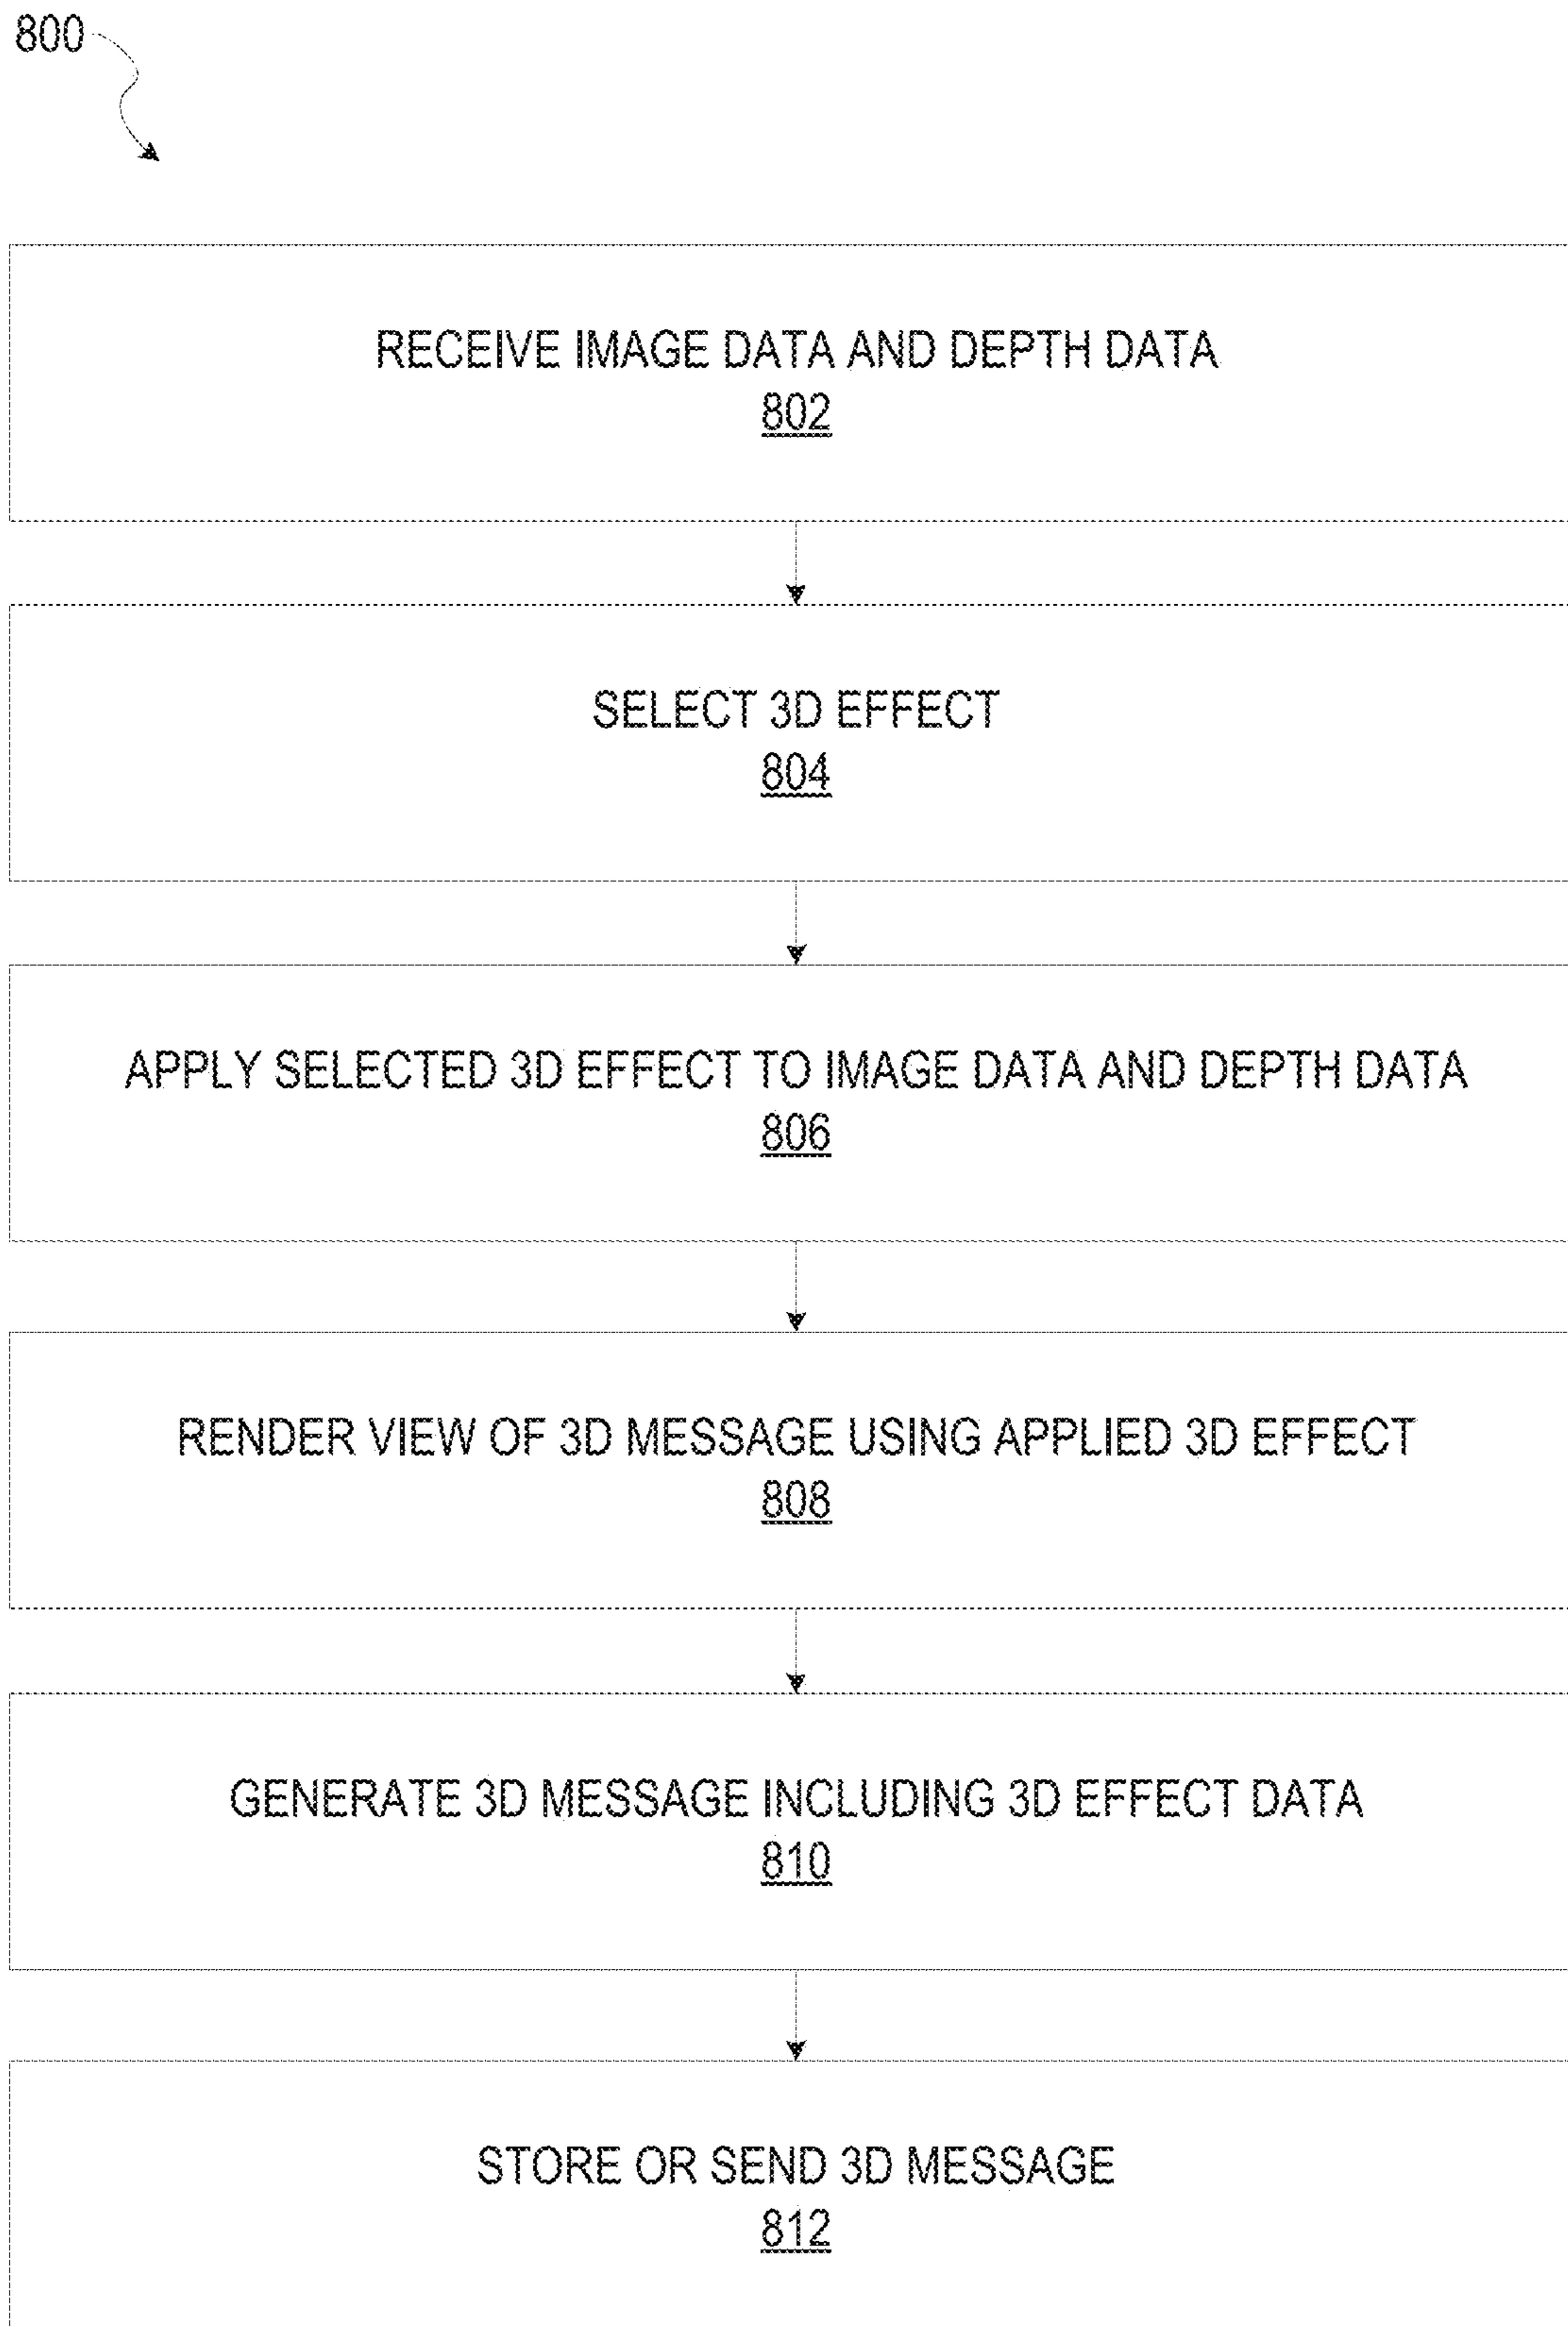 800
RECEIVE IMAGE DATA AND DEPTH DATA
802
SELECT 3D EFFECT
804
APPLY SELECTED 3D EFFECT TO IMAGE DATA AND DEPTH DATA
806
RENDER VIEW OF 3D MESSAGE USING APPLIED 3D EFFECT
808
GENERATE 3D MESSAGE INCLUDING 3D EFFECT DATA
810
STORE OR SEND 3D MESSAGE
812